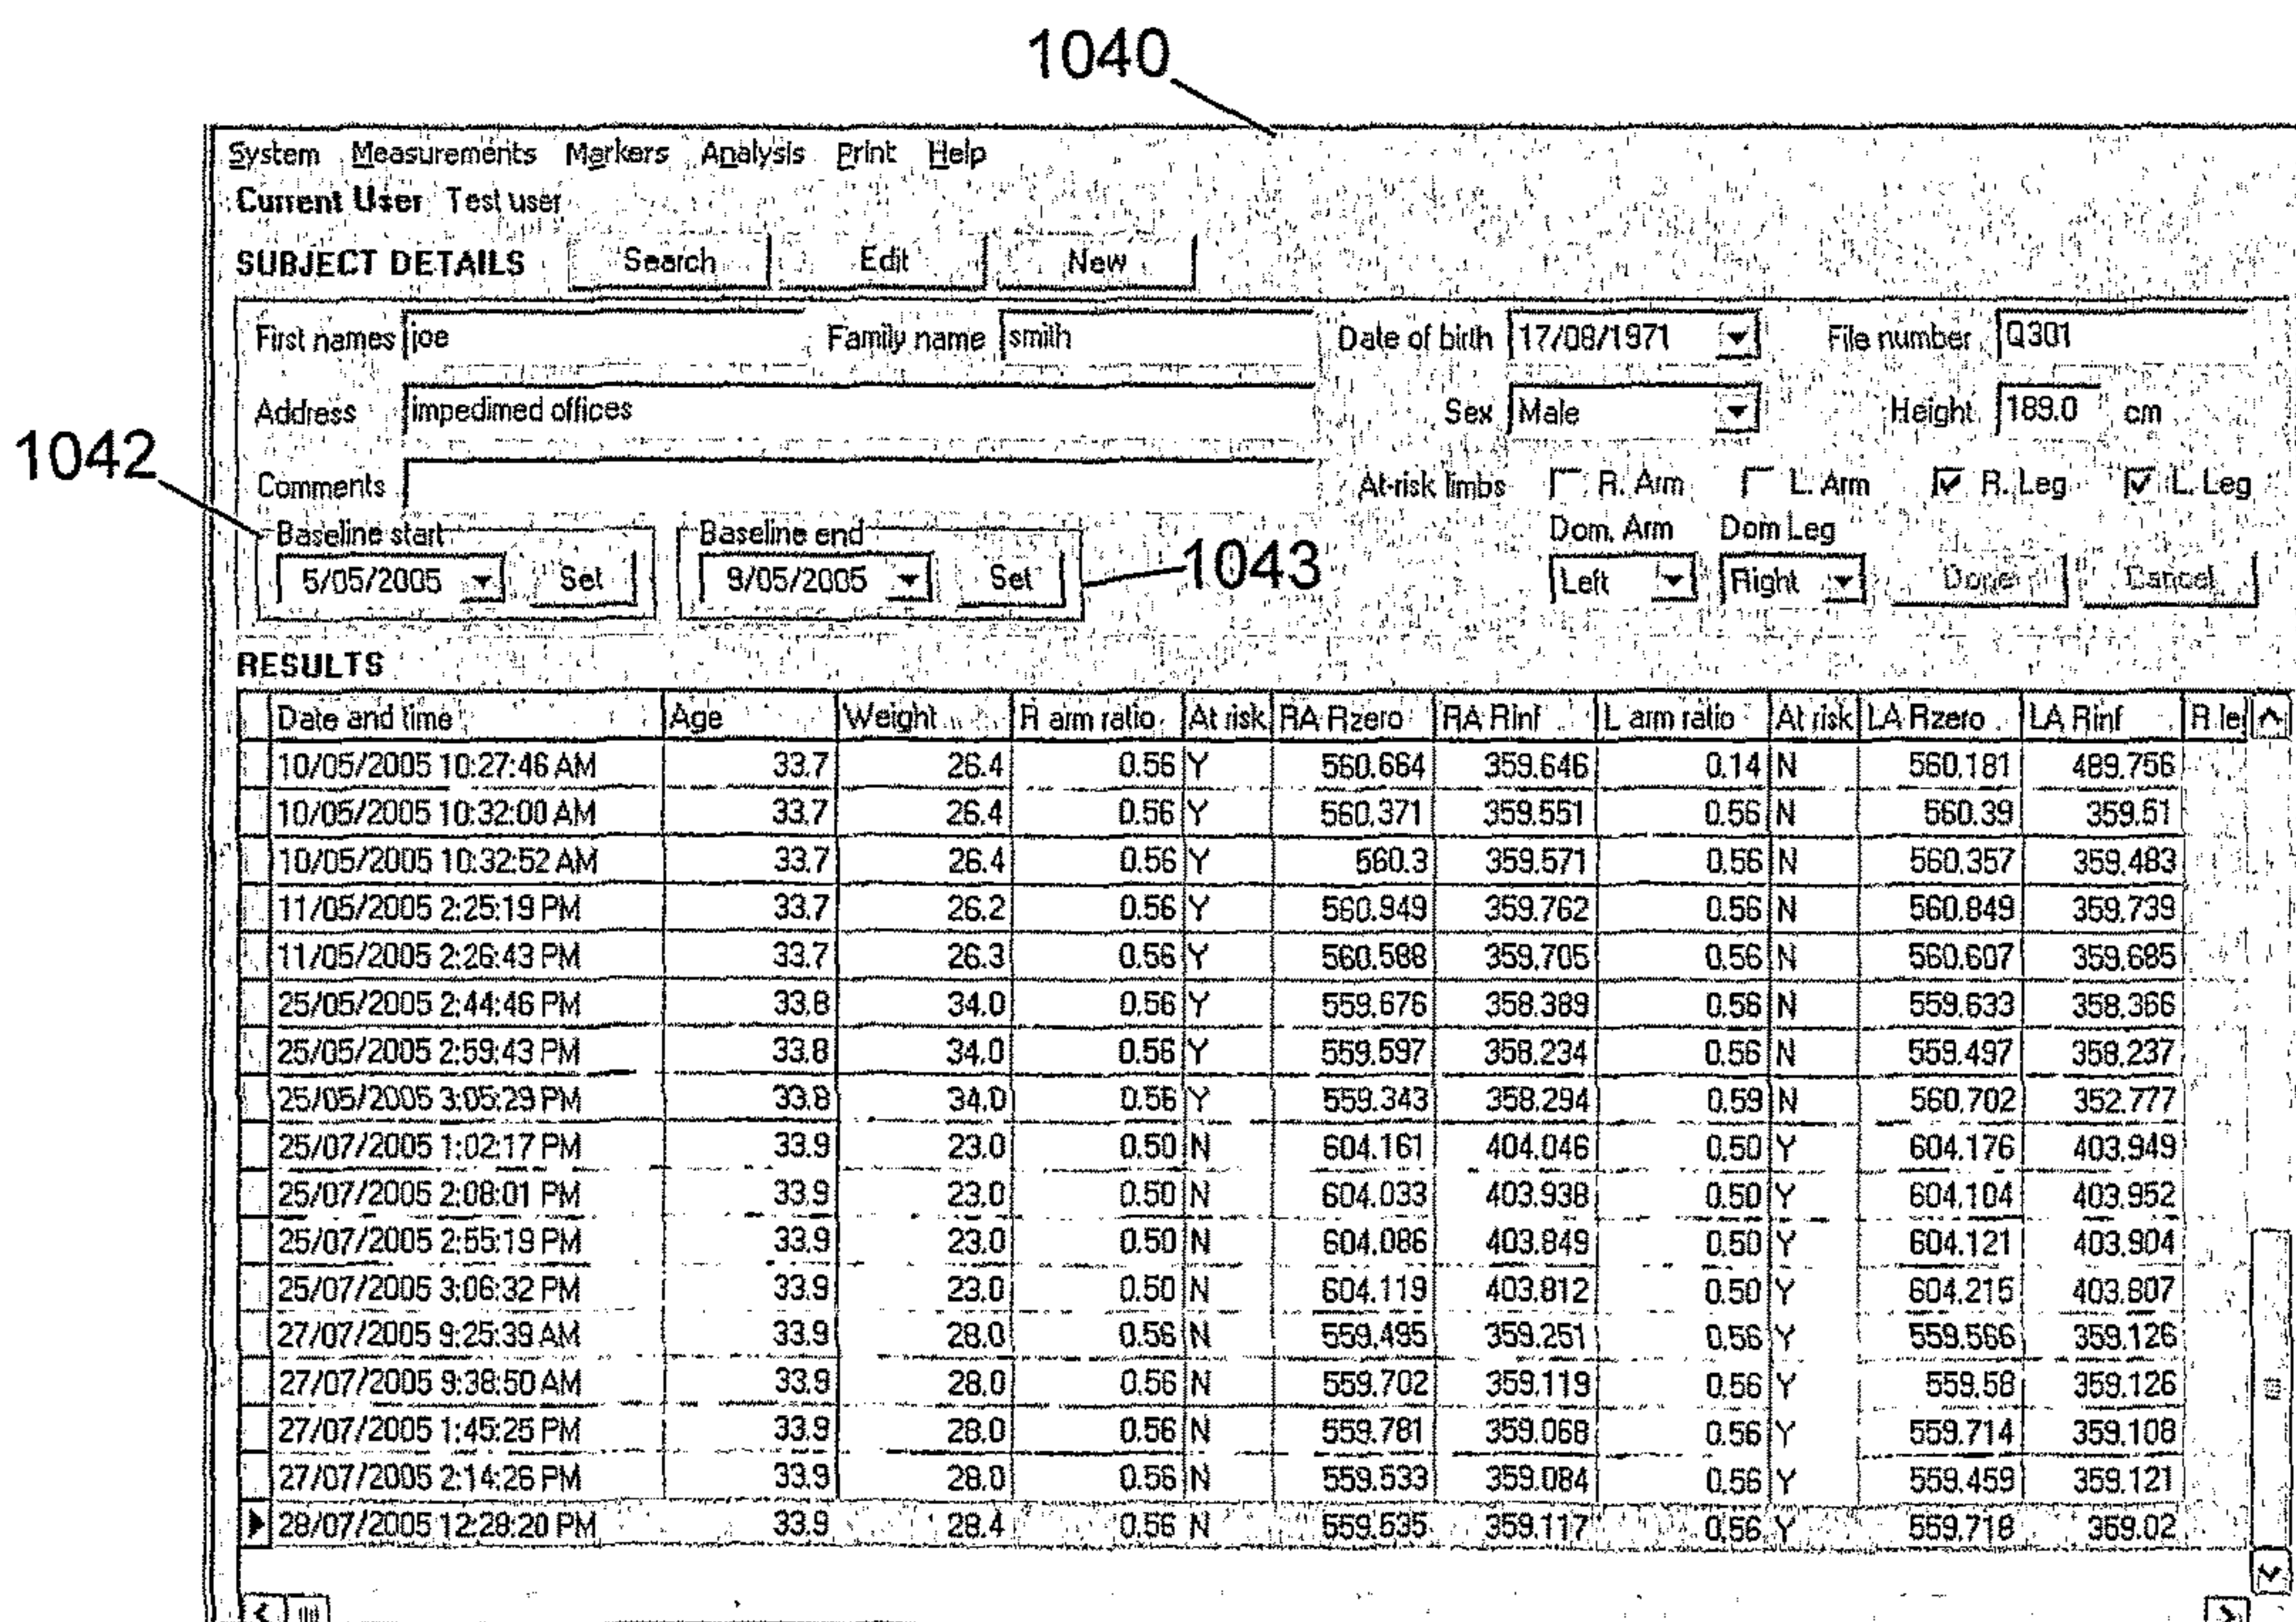 1040
System Measurements Markers Analysis Print Help
Current User Test user
SUBJECT DETAILS Search Edit New
First names joe Family name smith Date of birth 17/08/1971 File number Q301
Address impedimed offices Sex Male Height 189.0 cm
1042
Comments At-risk limbs R. Arm L. Arm R. Leg L. Leg
Baseline start Baseline end Dom. Arm Dom Leg
5/05/2005 Set 9/05/2005 Set 1043 Left Right Done Cancel
RESULTS
Date and time Age Weight R arm ratio At risk RA Rzero RA Rinf L arm ratio At risk LA Rzero LA Rinf R leg
10/05/2005 10:27:46 AM 33.7 26.4 0.56 Y 560.664 359.646 0.14 N 560.181 489.756
10/05/2005 10:32:00 AM 33.7 26.4 0.56 Y 560.371 359.551 0.56 N 560.39 359.51
10/05/2005 10:32:52 AM 33.7 26.4 0.56 Y 560.3 359.571 0.56 N 560.357 359.483
11/05/2005 2:25:19 PM 33.7 26.2 0.56 Y 560.949 359.762 0.56 N 560.849 359.739
11/05/2005 2:26:43 PM 33.7 26.3 0.56 Y 560.588 359.705 0.56 N 560.607 359.685
25/05/2005 2:44:46 PM 33.8 34.0 0.56 Y 559.676 358.389 0.56 N 559.633 358.366
25/05/2005 2:59:43 PM 33.8 34.0 0.56 Y 559.597 358.234 0.56 N 559.497 358.237
25/05/2005 3:05:29 PM 33.8 34.0 0.56 Y 559.343 358.294 0.59 N 560.702 352.777
25/07/2005 1:02:17 PM 33.9 23.0 0.50 N 604.161 404.046 0.50 Y 604.176 403.949
25/07/2005 2:08:01 PM 33.9 23.0 0.50 N 604.033 403.938 0.50 Y 604.104 403.952
25/07/2005 2:55:19 PM 33.9 23.0 0.50 N 604.086 403.849 0.50 Y 604.121 403.904
25/07/2005 3:06:32 PM 33.9 23.0 0.50 N 604.119 403.812 0.50 Y 604.215 403.807
27/07/2005 9:25:39 AM 33.9 28.0 0.56 N 559.495 359.251 0.56 Y 559.566 359.126
27/07/2005 9:38:50 AM 33.9 28.0 0.56 N 559.702 359.119 0.56 Y 559.58 359.126
27/07/2005 1:45:25 PM 33.9 28.0 0.56 N 559.781 359.068 0.56 Y 559.714 359.108
27/07/2005 2:14:26 PM 33.9 28.0 0.56 N 559.533 359.084 0.56 Y 559.459 359.121
28/07/2005 12:28:20 PM 33.9 28.4 0.56 N 559.535 359.117 0.56 Y 559.718 359.02